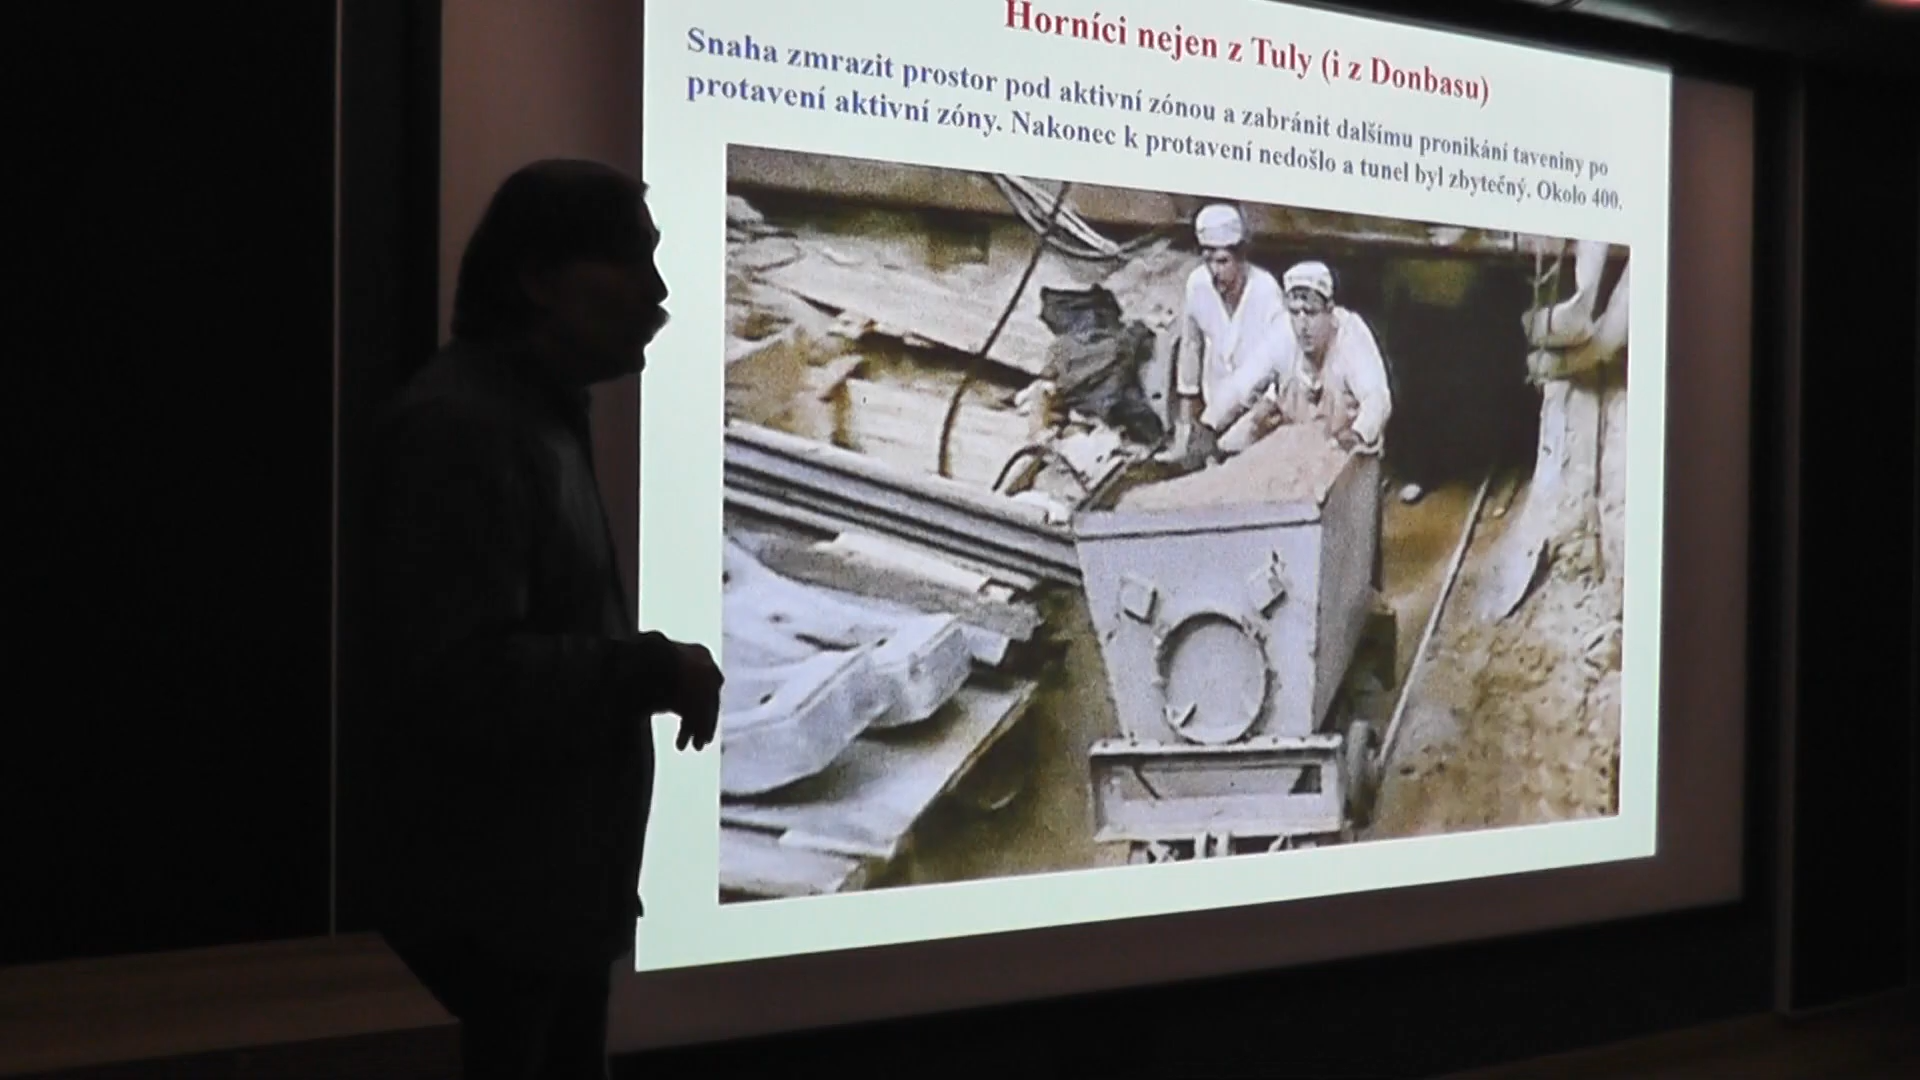 Horníci nejen z Tuly (i z Donbasu)
Snaha zmrazit prostor pod aktivní zónou a zabránit dalšímu pronikání taveniny po
protavení aktivní zóny. Nakonec k protavení nedošlo a tunel byl zbytečný. Okolo 400.